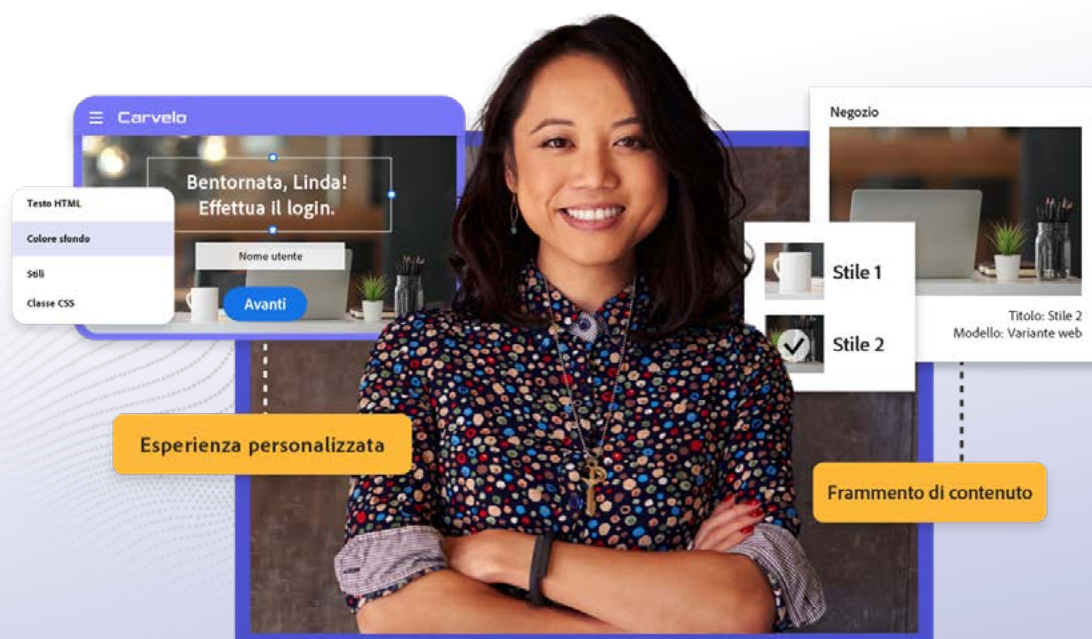 Carvelo
Bentornata, Linda!
Effettua il login.
Nome utente
Avanti
Testo HTML
Colore sfondo
Stili
Classe CSS
Esperienza personalizzata
Negozio
Stile 1
Stile 2
Titolo: Stile 2
Modello: Variante web
Frammento di contenuto